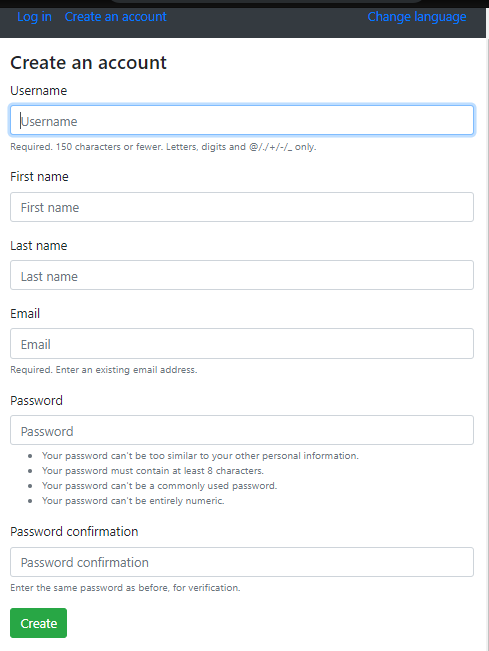 Log in Create an account Change language
Create an account
Username
Username
Required. 150 characters or fewer. Letters, digits and @/./+/-/_ only.
First name
First name
Last name
Last name
Email
Email
Required. Enter an existing email address.
Password
Password
• Your password can't be too similar to your other personal information.
• Your password must contain at least 8 characters.
• Your password can't be a commonly used password.
• Your password can't be entirely numeric.
Password confirmation
Password confirmation
Enter the same password as before, for verification.
Create